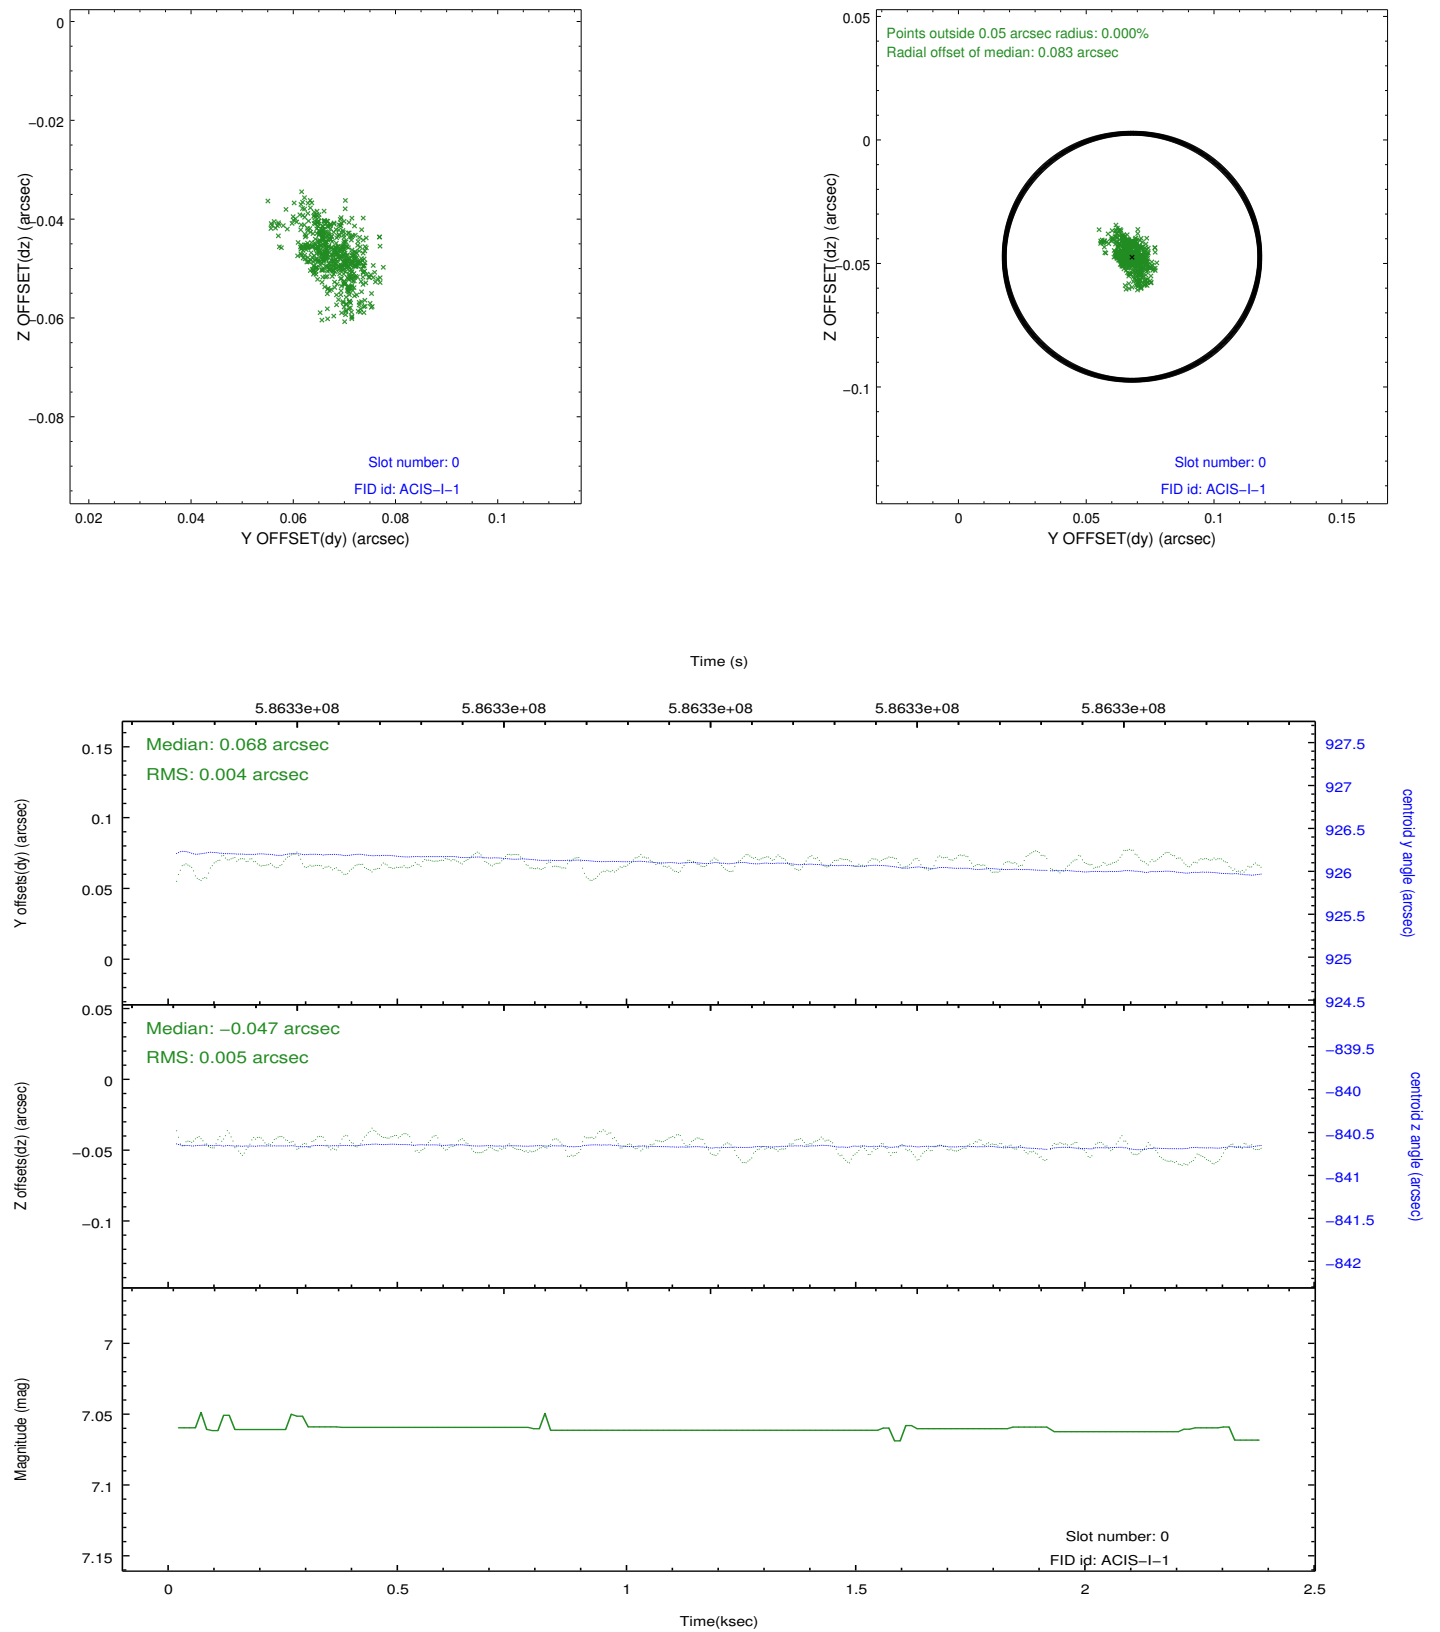 0
−0.02
−0.04
−0.06
−0.08
Z OFFSET(dz) (arcsec)
Slot number: 0
FID id: ACIS−I−1
0.02
0.04
0.06
0.08
0.1
Y OFFSET(dy) (arcsec)
0.05
0
−0.05
−0.1
Z OFFSET(dz) (arcsec)
Points outside 0.05 arcsec radius: 0.000%
Radial offset of median: 0.083 arcsec
Slot number: 0
FID id: ACIS−I−1
0
0.05
0.1
0.15
Y OFFSET(dy) (arcsec)
Time (s)
5.8633e+08
5.8633e+08
5.8633e+08
5.8633e+08
5.8633e+08
Median: 0.068 arcsec
RMS: 0.004 arcsec
0.15
0.1
0.05
0
Y offsets(dy) (arcsec)
927.5
927
926.5
926
925.5
925
924.5
centroid y angle (arcsec)
Median: −0.047 arcsec
RMS: 0.005 arcsec
0.05
0
−0.05
−0.1
Z offsets(dz) (arcsec)
−839.5
−840
−840.5
−841
−841.5
−842
centroid z angle (arcsec)
7
7.05
7.1
7.15
Magnitude (mag)
Slot number: 0
FID id: ACIS−I−1
0
0.5
1
1.5
2
2.5
Time(ksec)